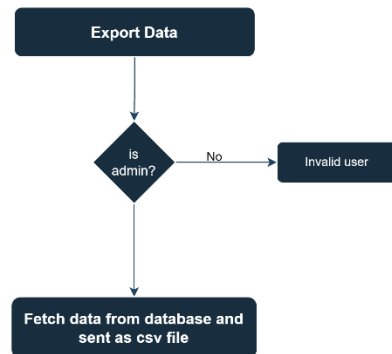 Export Data
is
admin?
No
Invalid user
Fetch data from database and
sent as csv file